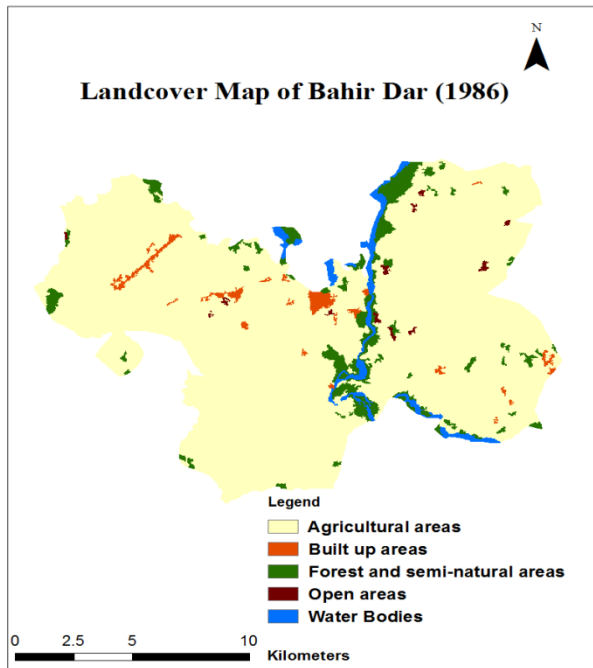 N
Landcover Map of Bahir Dar (1986)
Legend
Agricultural areas
Built up areas
Forest and semi-natural areas
Open areas
Water Bodies
0 2.5 5 10
Kilometers